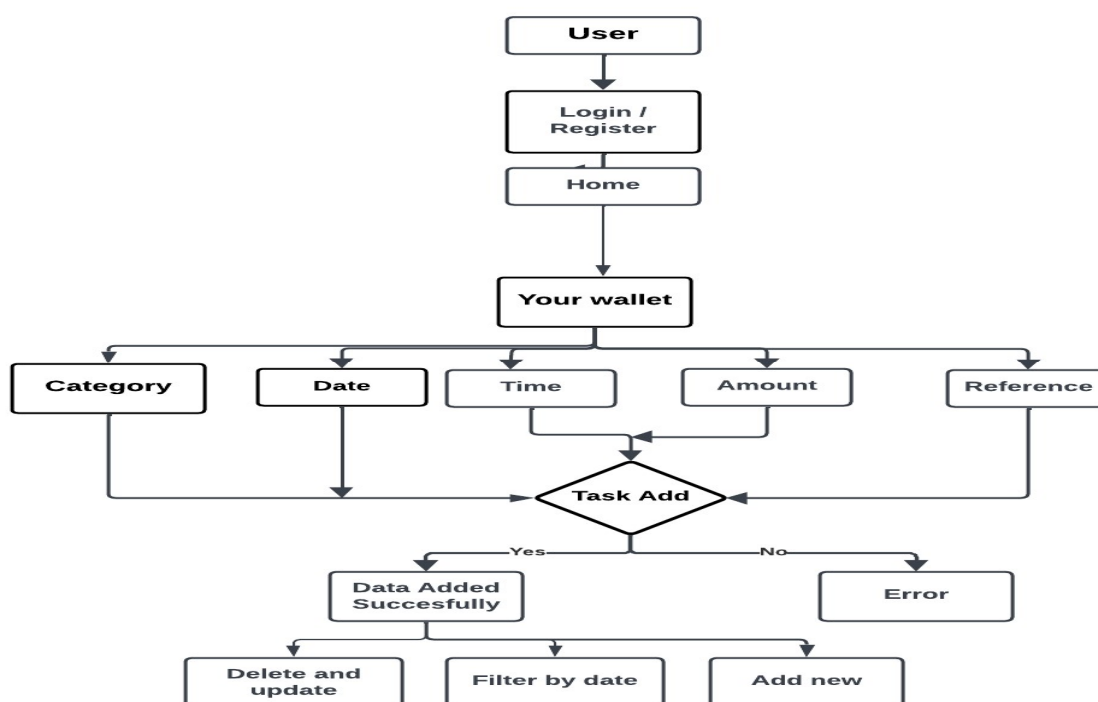 User
Login /
Register
Home
Your wallet
Category
Date
Time
Amount
Reference
Task Add
Yes
No
Data Added
Succesfully
Error
Delete and
update
Filter by date
Add new